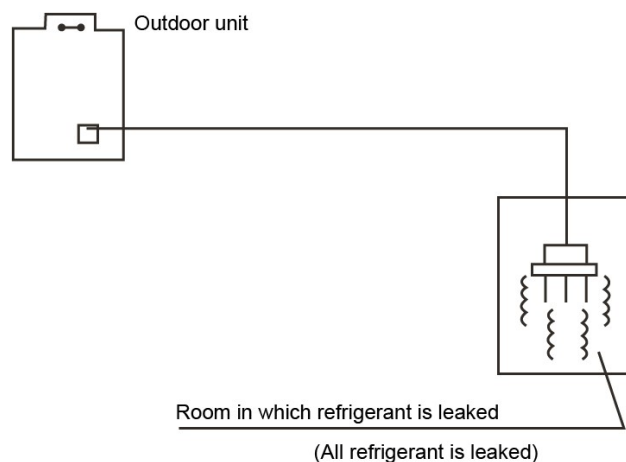 Outdoor unit
Room in which refrigerant is leaked
(All refrigerant is leaked)